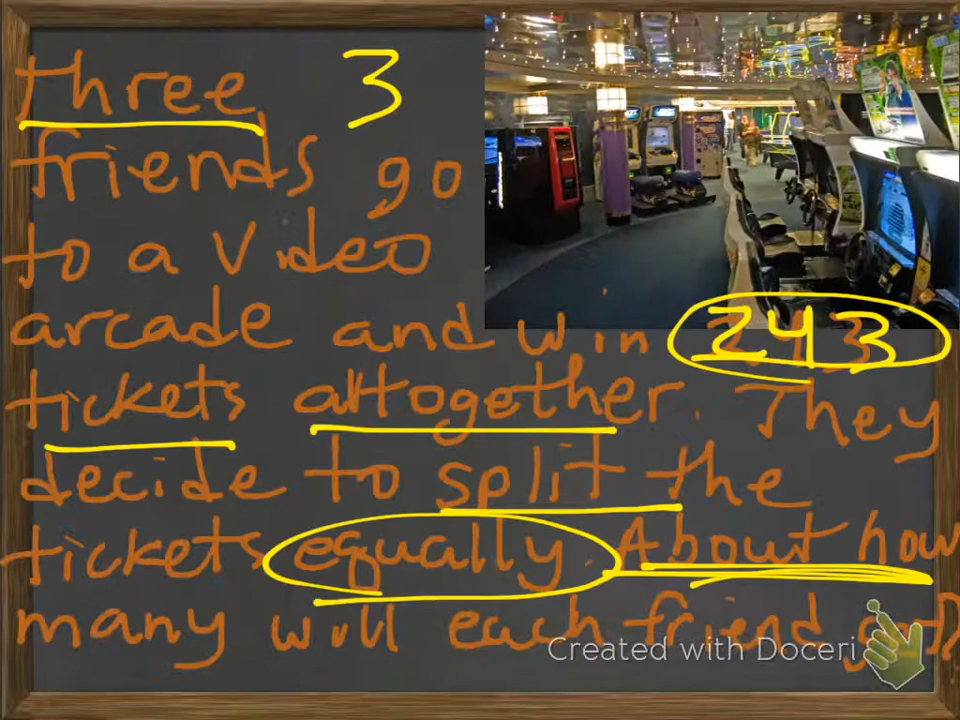 three 3
friends go
to a video
arcade and win 243
tickets altogether. They
decide to split the
tickets equally. About how
many will each friend get?
Created with Doceri